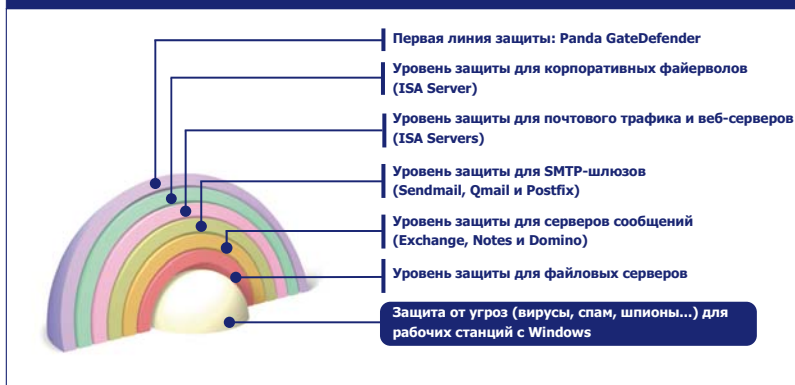 Первая линия защиты: Panda GateDefender
Уровень защиты для корпоративных файерволов
(ISA Server)
Уровень защиты для почтового трафика и веб-серверов
(ISA Servers)
Уровень защиты для SMTP-шлюзов
(Sendmail, Qmail и Postfix)
Уровень защиты для серверов сообщений
(Exchange, Notes и Domino)
Уровень защиты для файловых серверов
Защита от угроз (вирусы, спам, шпионы...) для
рабочих станций с Windows